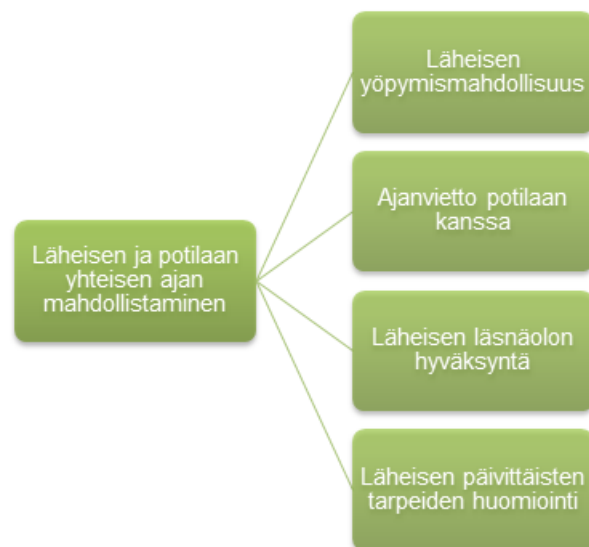 Läheisen
yöpymismahdollisuus
Ajanvietto potilaan
kanssa
Läheisen ja potilaan
yhteisen ajan
mahdollistaminen
Läheisen läsnäolon
hyväksyntä
Läheisen päivittäisten
tarpeiden huomiointi